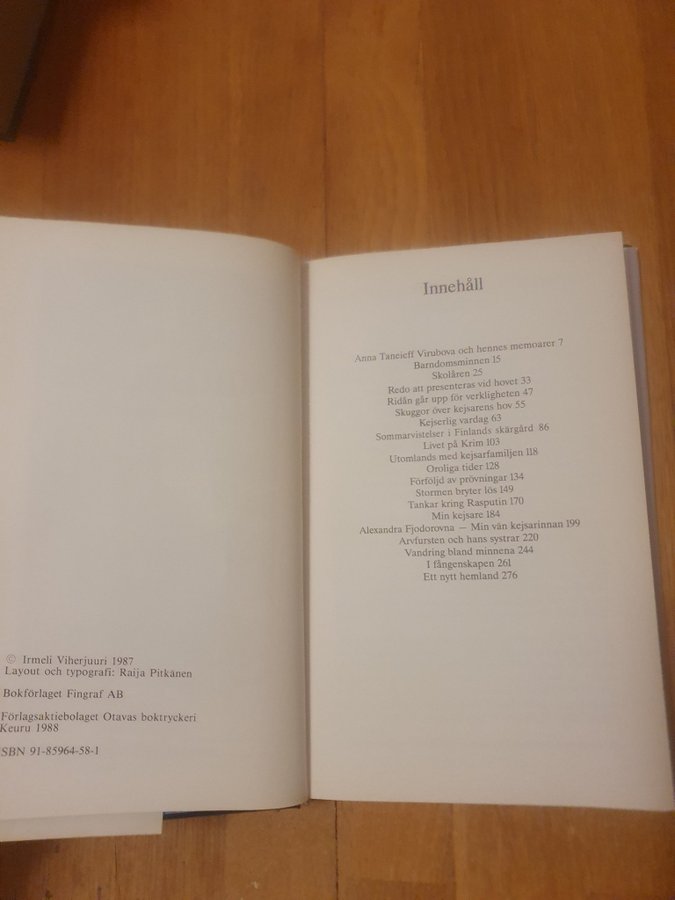 © Irmeli Viherjuuri 1987
Layout och typografi: Raija Pitkänen
Bokförlaget Fingraf AB
Förlagsaktiebolaget Otavas boktryckeri
Keuru 1988
SBN 91-85964-58-1
Innehåll
Anna Taneieff Virubova och hennes memoarer 7
Barndomsminnen 15
Skolåren 25
Redo att presenteras vid hovet 33
Ridån går upp för verkligheten 47
Skuggor över kejsarens hov 55
Kejserlig vardag 63
Sommarvistelser i Finlands skärgård 86
Livet på Krim 103
Utomlands med kejsarfamiljen 118
Oroliga tider 128
Förföljd av prövningar 134
Stormen bryter lös 149
Tankar kring Rasputin 170
Min kejsare 184
Alexandra Fjodorovna — Min vän kejsarinnan 199
Arvfursten och hans systrar 220
Vandring bland minnena 244
I fångenskapen 261
Ett nytt hemland 276